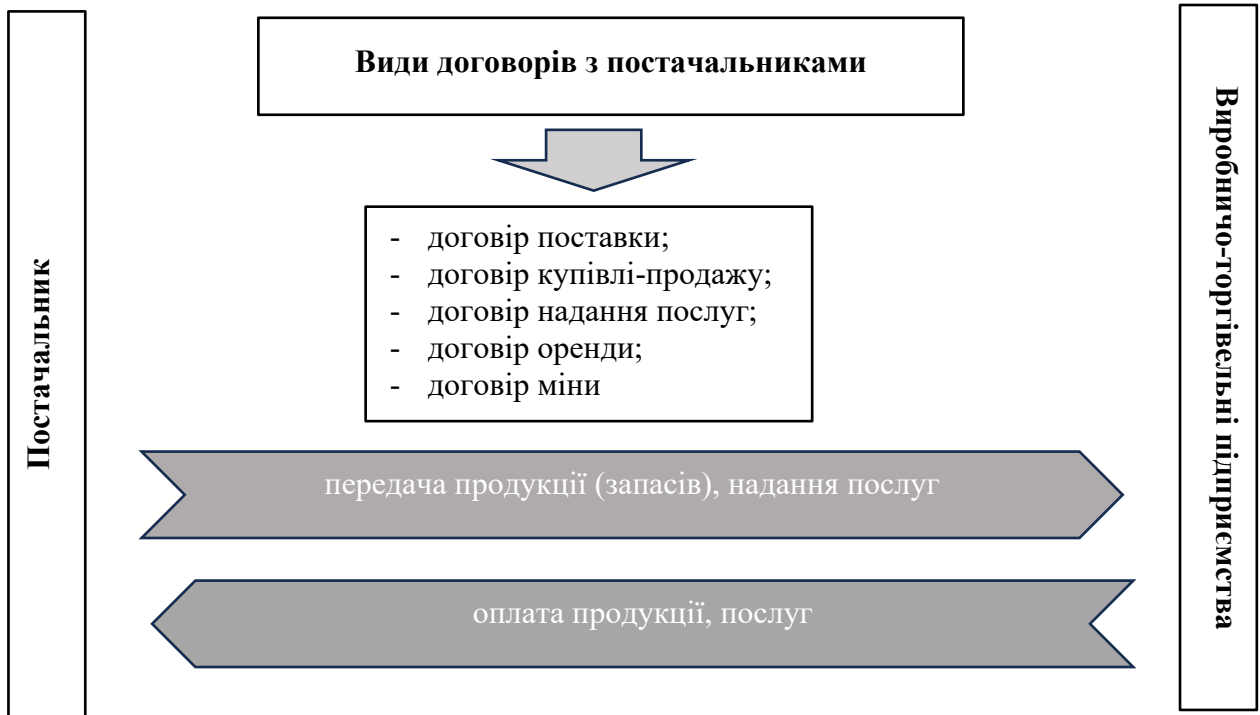 Постачальник
Види договорів з постачальниками
- договір поставки;
- договір купівлі-продажу;
- договір надання послуг;
- договір оренди;
- договір міни
передача продукції (запасів), надання послуг
оплата продукції, послуг
Виробничо-торгівельні підприємства